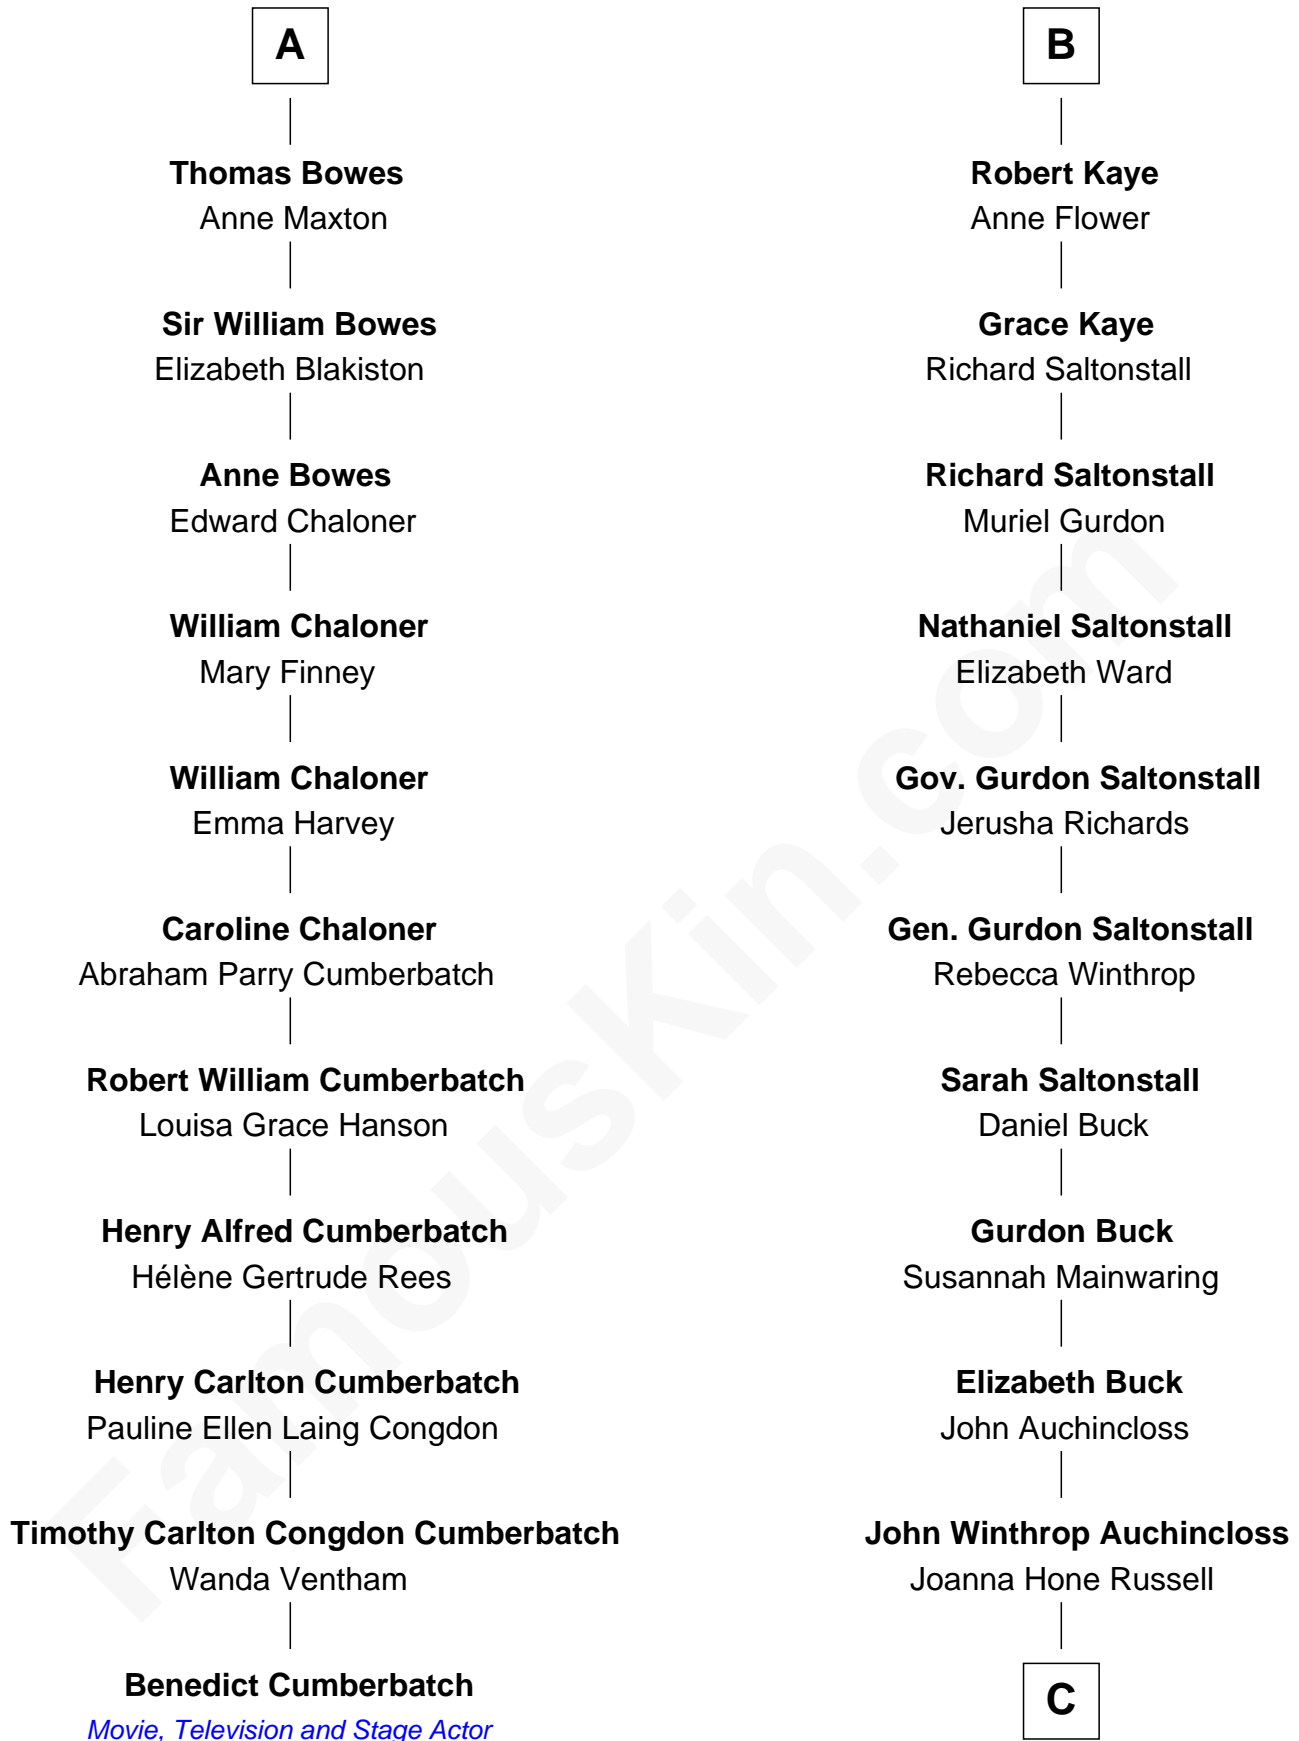 A
Thomas Bowes
Anne Maxton
Sir William Bowes
Elizabeth Blakiston
Anne Bowes
Edward Chaloner
William Chaloner
Mary Finney
William Chaloner
Emma Harvey
Caroline Chaloner
Abraham Parry Cumberbatch
Robert William Cumberbatch
Louisa Grace Hanson
Henry Alfred Cumberbatch
Hélène Gertrude Rees
Henry Carlton Cumberbatch
Pauline Ellen Laing Congdon
Timothy Carlton Congdon Cumberbatch
Wanda Ventham
Benedict Cumberbatch
Movie, Television and Stage Actor
B
Robert Kaye
Anne Flower
Grace Kaye
Richard Saltonstall
Richard Saltonstall
Muriel Gurdon
Nathaniel Saltonstall
Elizabeth Ward
Gov. Gurdon Saltonstall
Jerusha Richards
Gen. Gurdon Saltonstall
Rebecca Winthrop
Sarah Saltonstall
Daniel Buck
Gurdon Buck
Susannah Mainwaring
Elizabeth Buck
John Auchincloss
John Winthrop Auchincloss
Joanna Hone Russell
C
FamousKin.com